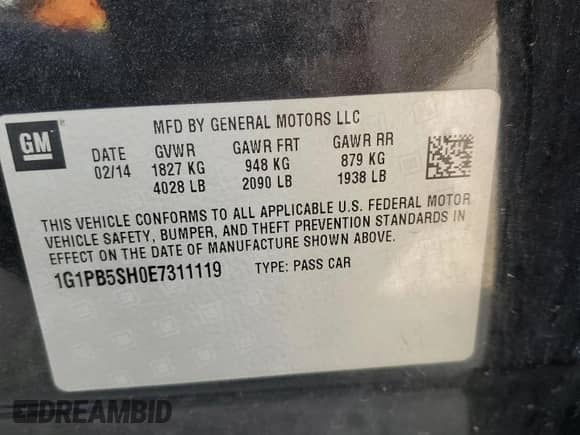 MFD BY GENERAL MOTORS LLC
GM®
DATE GVWR GAWR FRT GAWR RR
02/14 1827 KG 948 KG 879 KG
4028 LB 2090 LB 1938 LB
THIS VEHICLE CONFORMS TO ALL APPLICABLE U.S. FEDERAL MOTOR
VEHICLE SAFETY, BUMPER, AND THEFT PREVENTION STANDARDS IN
EFFECT ON THE DATE OF MANUFACTURE SHOWN ABOVE.
1G1PB5SH0E7311119 TYPE: PASS CAR
DREAMBID